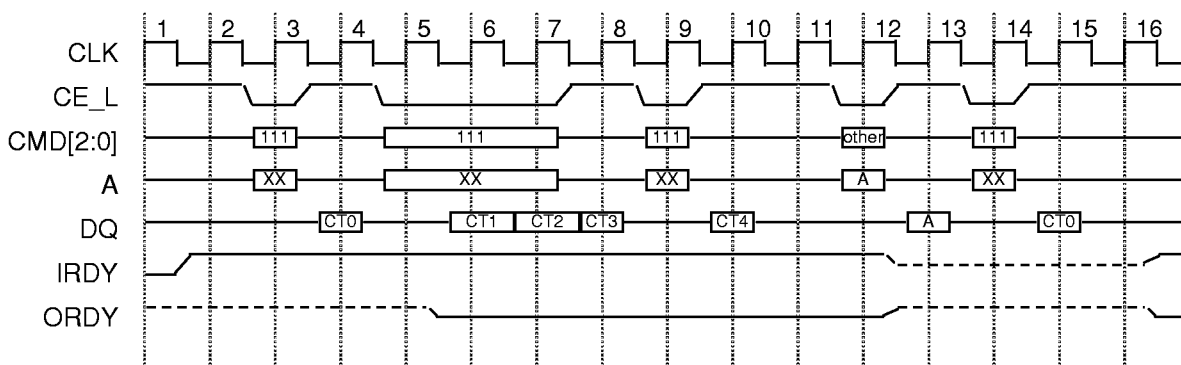 1 2 3 4 5 6 7 8 9 10 11 12 13 14 15 16
CLK
CE_L
CMD[2:0] 111 111 111 other 111
A XX XX XX A XX
DQ CT0 CT1 CT2 CT3 CT4 A CT0
IRDY
ORDY